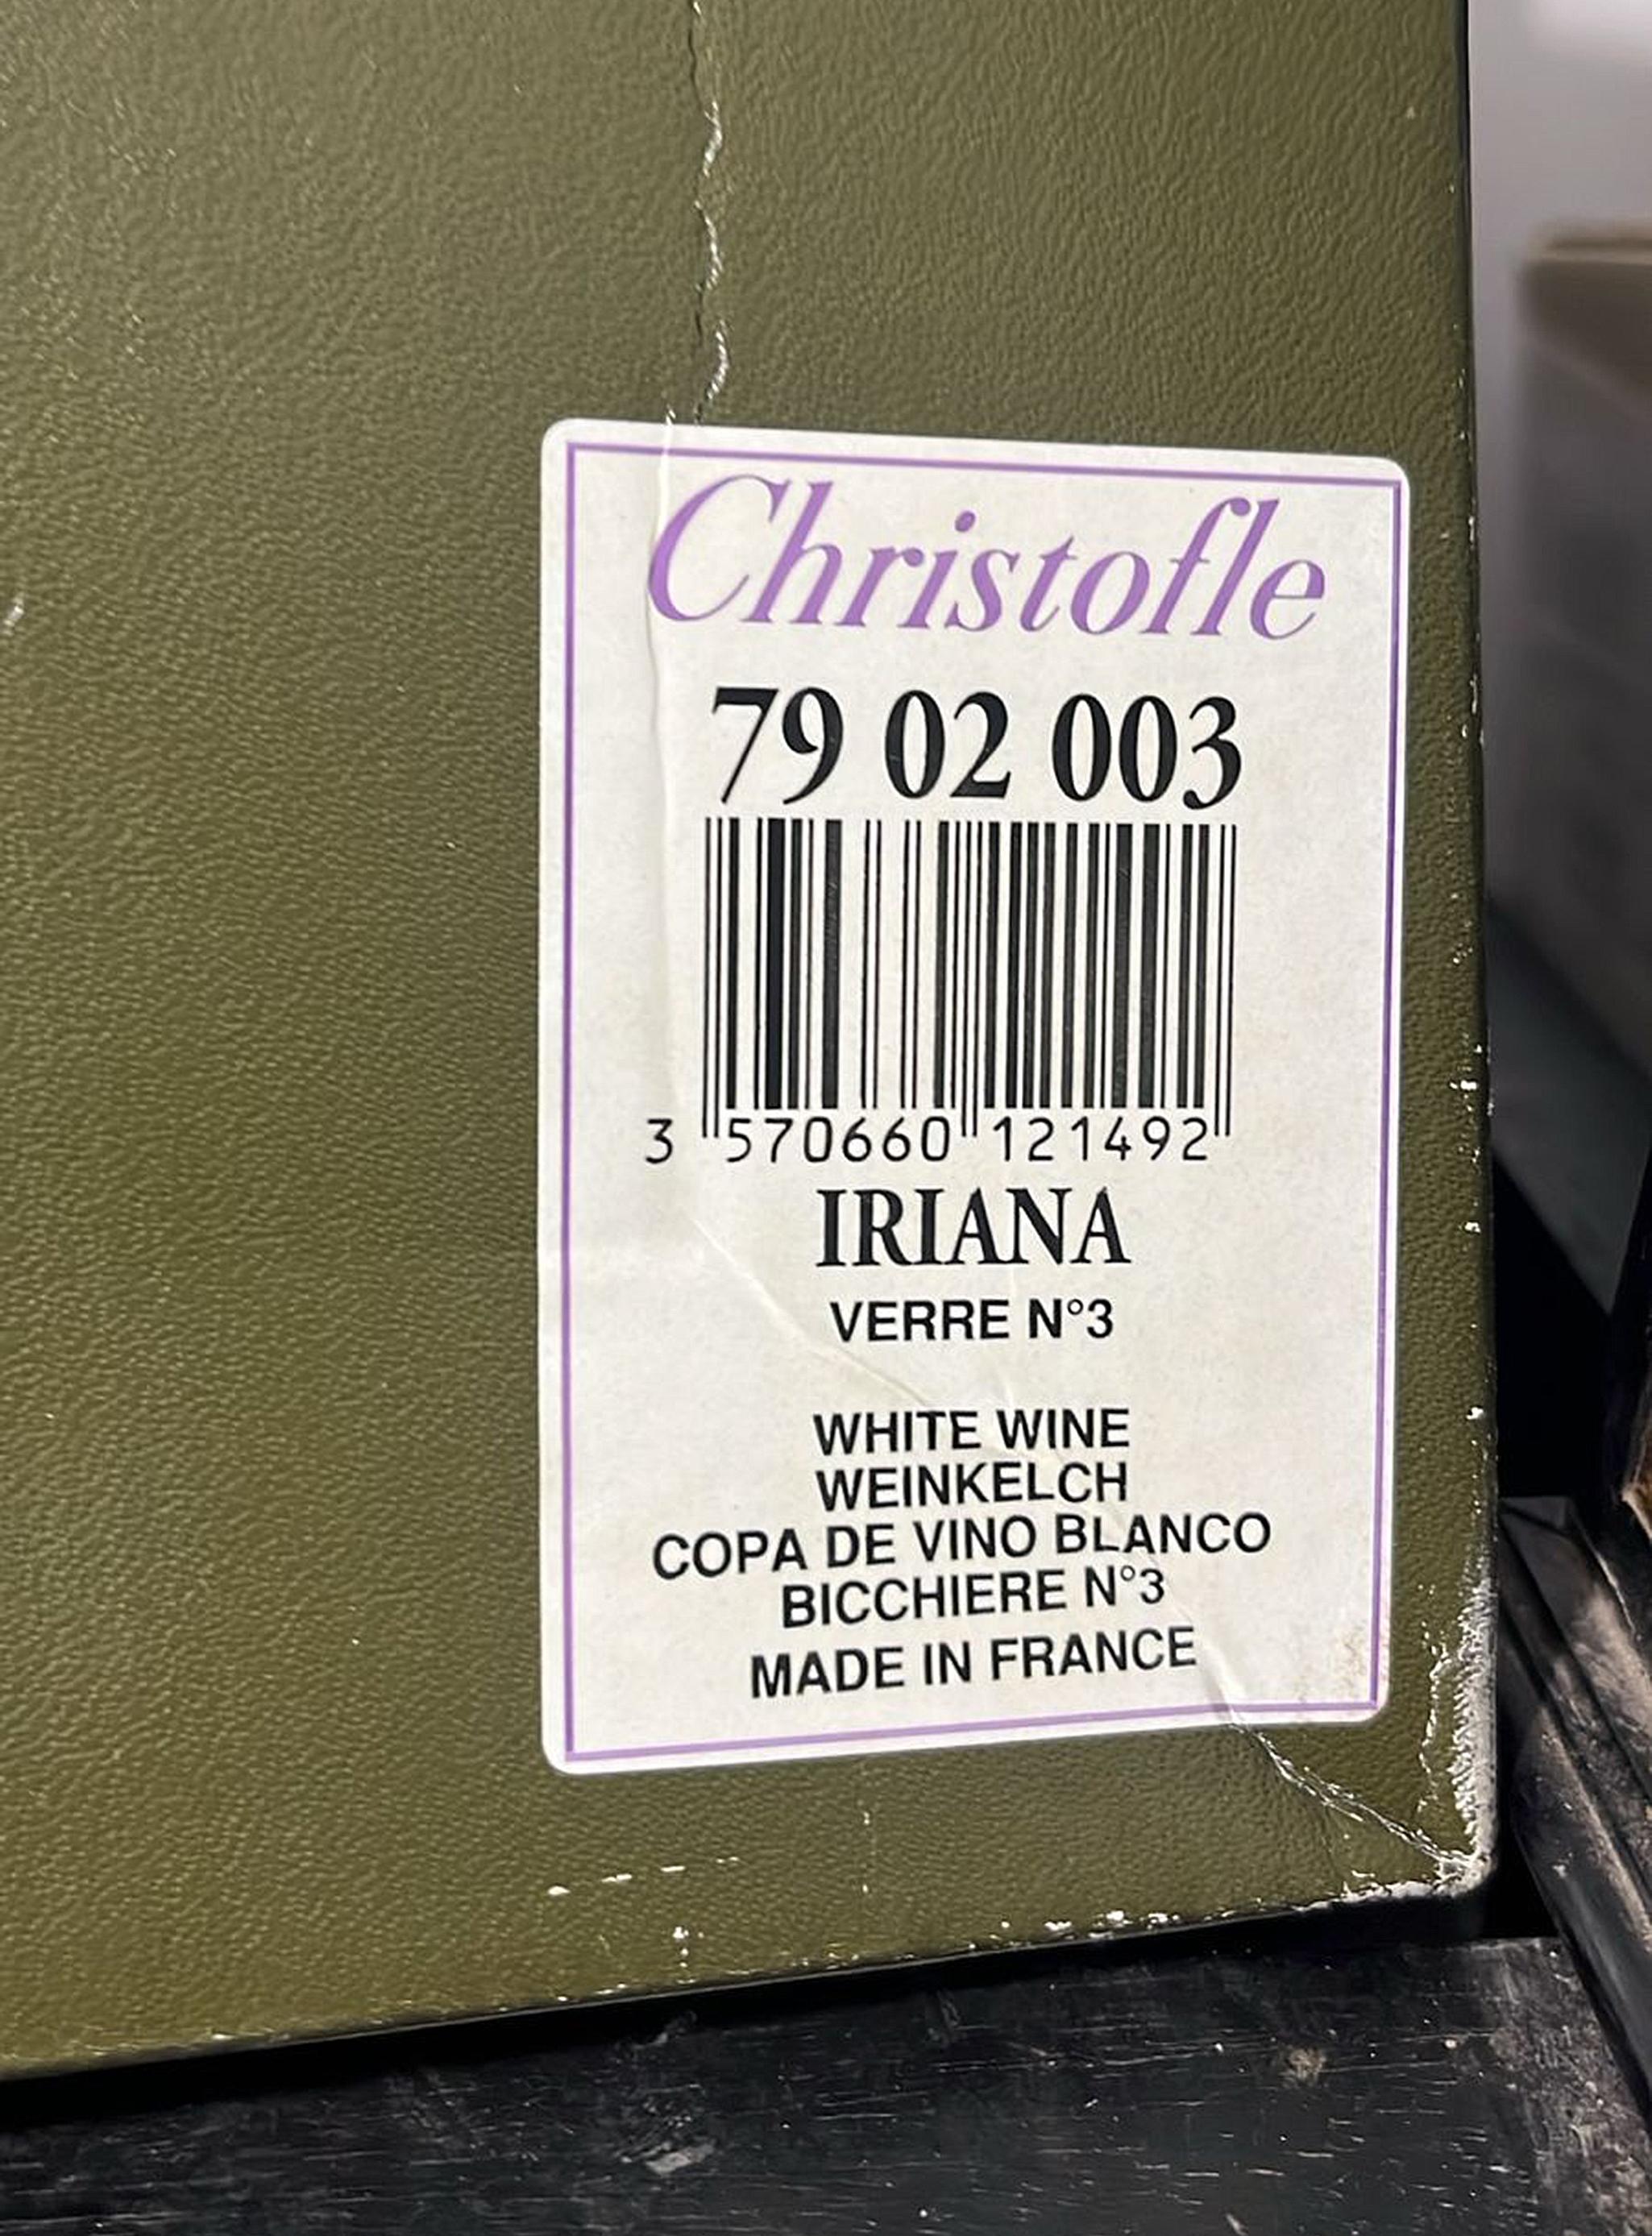 Christofle
79 02 003
3 570660 121492
IRIANA
VERRE N°3
WHITE WINE
WEINKELCH
COPA DE VINO BLANCO
BICCHIERE N°3
MADE IN FRANCE